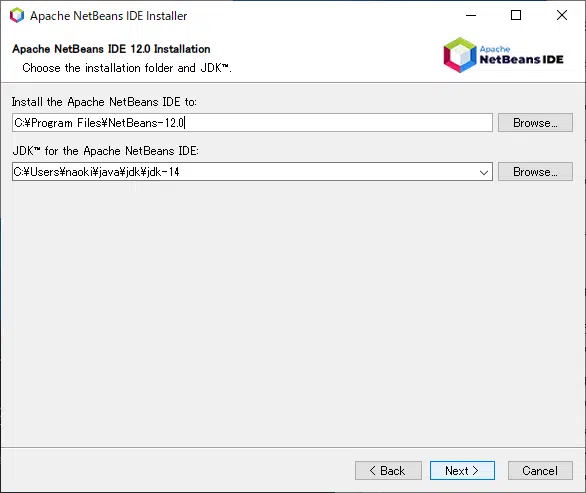 Apache NetBeans IDE Installer
Apache NetBeans IDE 12.0 Installation
Choose the installation folder and JDK™.
Apache
NetBeans IDE
Install the Apache NetBeans IDE to:
C:¥Program Files¥NetBeans-12.0
Browse...
JDK™ for the Apache NetBeans IDE:
C:¥Users¥naoki¥java¥jdk¥jdk-14
Browse...
< Back
Next >
Cancel